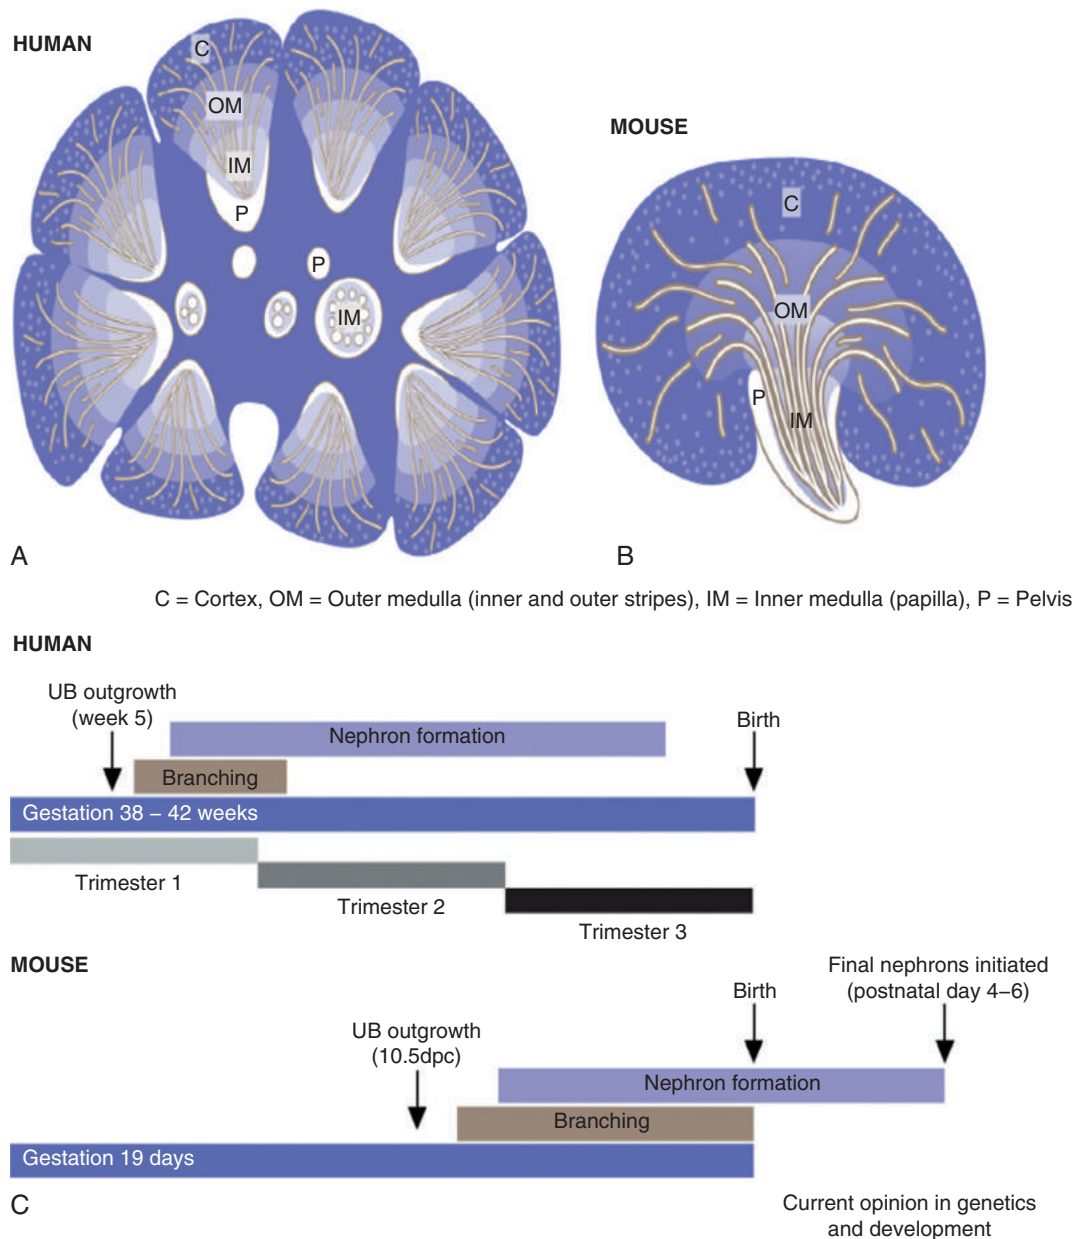 HUMAN
C
OM
IM
P
P
IM
MOUSE
C
OM
P
IM
A
B
C = Cortex, OM = Outer medulla (inner and outer stripes), IM = Inner medulla (papilla), P = Pelvis
HUMAN
UB outgrowth
(week 5)
Nephron formation
Birth
Branching
Gestation 38 – 42 weeks
Trimester 1
Trimester 2
Trimester 3
MOUSE
Final nephrons initiated
(postnatal day 4–6)
Birth
UB outgrowth
(10.5dpc)
Nephron formation
Branching
Gestation 19 days
C
Current opinion in genetics
and development